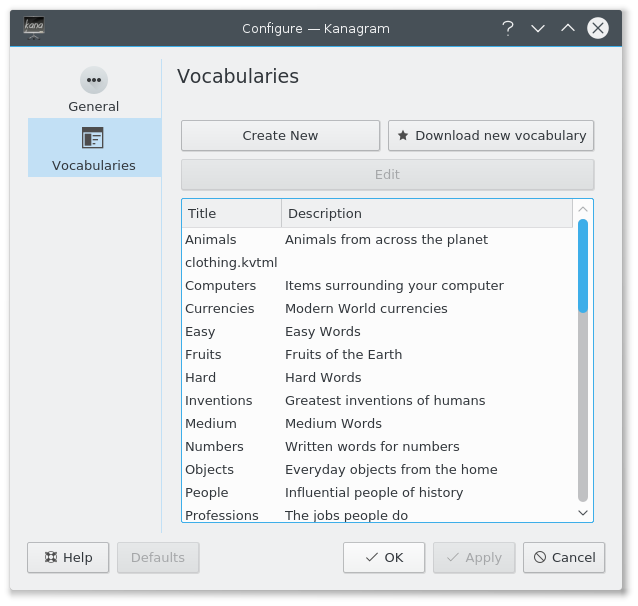 kana
Configure — Kanagram
?
General
Vocabularies
Vocabularies
Create New
Download new vocabulary
Edit
Title Description
Animals Animals from across the planet
clothing.kvtml
Computers Items surrounding your computer
Currencies Modern World currencies
Easy Easy Words
Fruits Fruits of the Earth
Hard Hard Words
Inventions Greatest inventions of humans
Medium Medium Words
Numbers Written words for numbers
Objects Everyday objects from the home
People Influential people of history
Professions The jobs people do
Help Defaults OK Apply Cancel